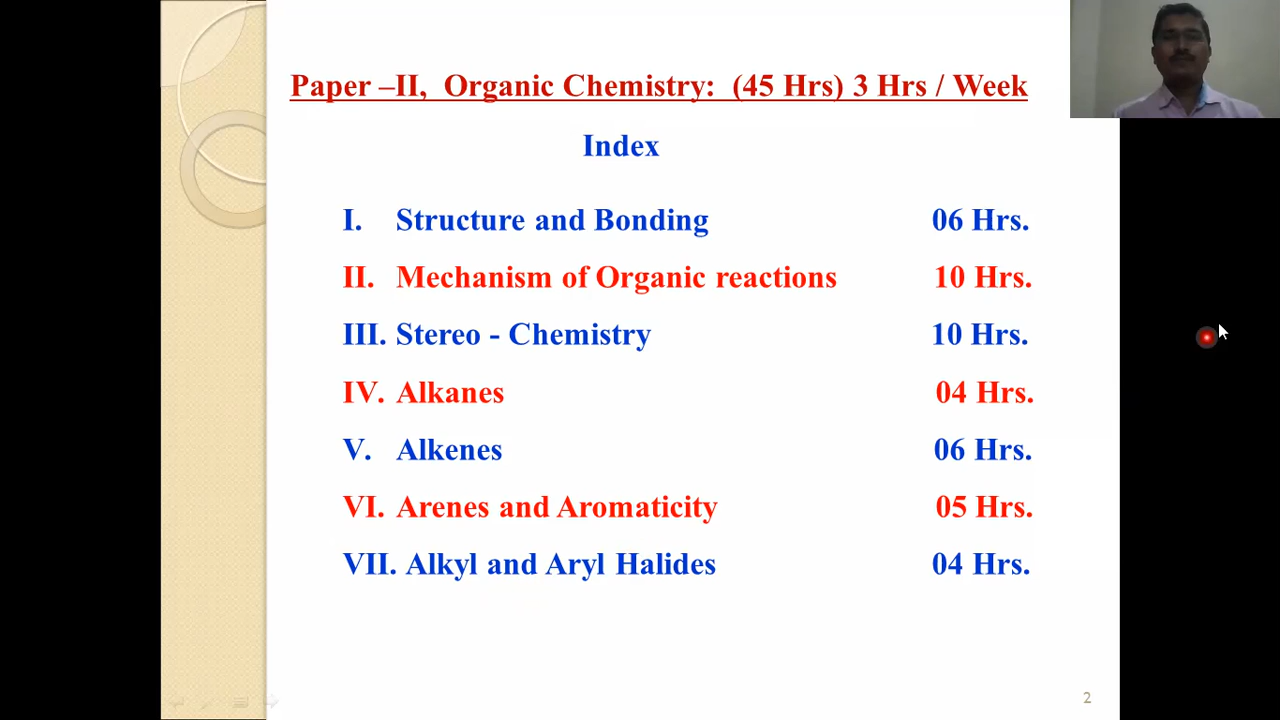 Paper –II, Organic Chemistry: (45 Hrs) 3 Hrs / Week
Index
I. Structure and Bonding 06 Hrs.
II. Mechanism of Organic reactions 10 Hrs.
III. Stereo - Chemistry 10 Hrs.
IV. Alkanes 04 Hrs.
V. Alkenes 06 Hrs.
VI. Arenes and Aromaticity 05 Hrs.
VII. Alkyl and Aryl Halides 04 Hrs.
2